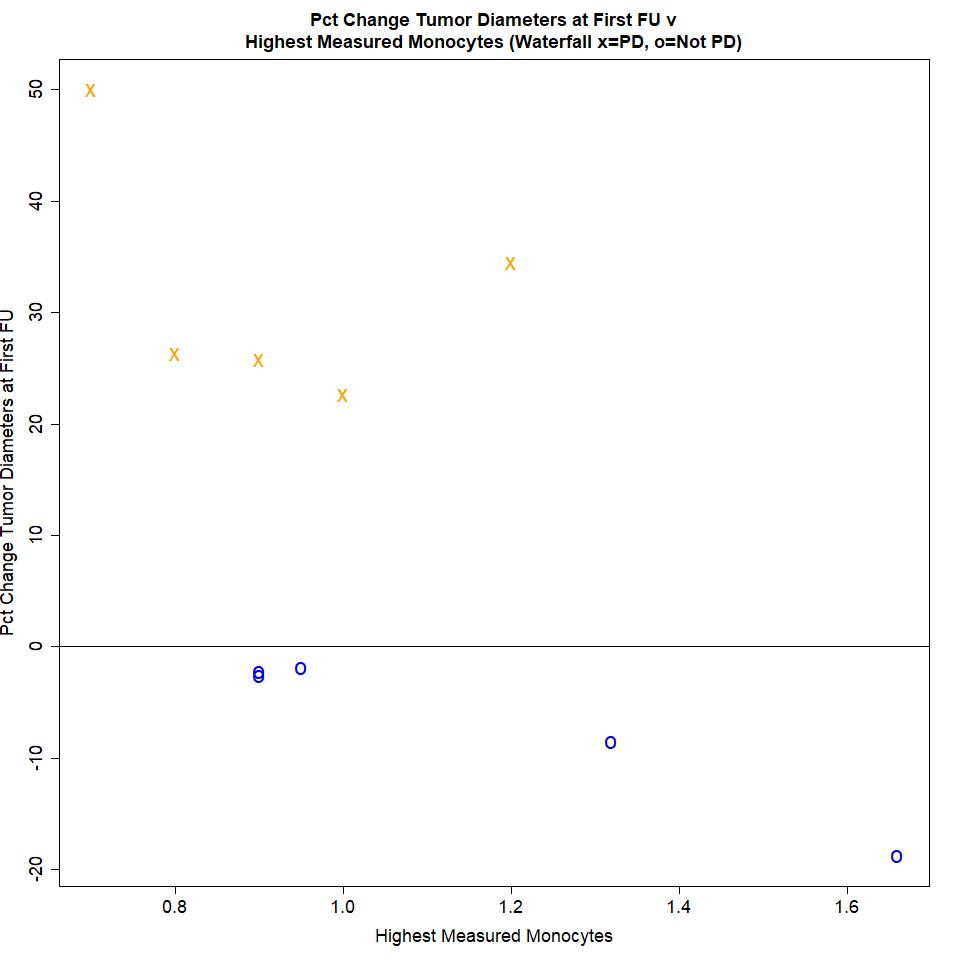 Pct Change Tumor Diameters at First FU v
Highest Measured Monocytes (Waterfall x=PD, o=Not PD)
Pct Change Tumor Diameters at First FU
50
40
30
20
10
0
-10
-20
X
X
X
X
X
O
O
O
O
O
0.8 1.0 1.2 1.4 1.6
Highest Measured Monocytes